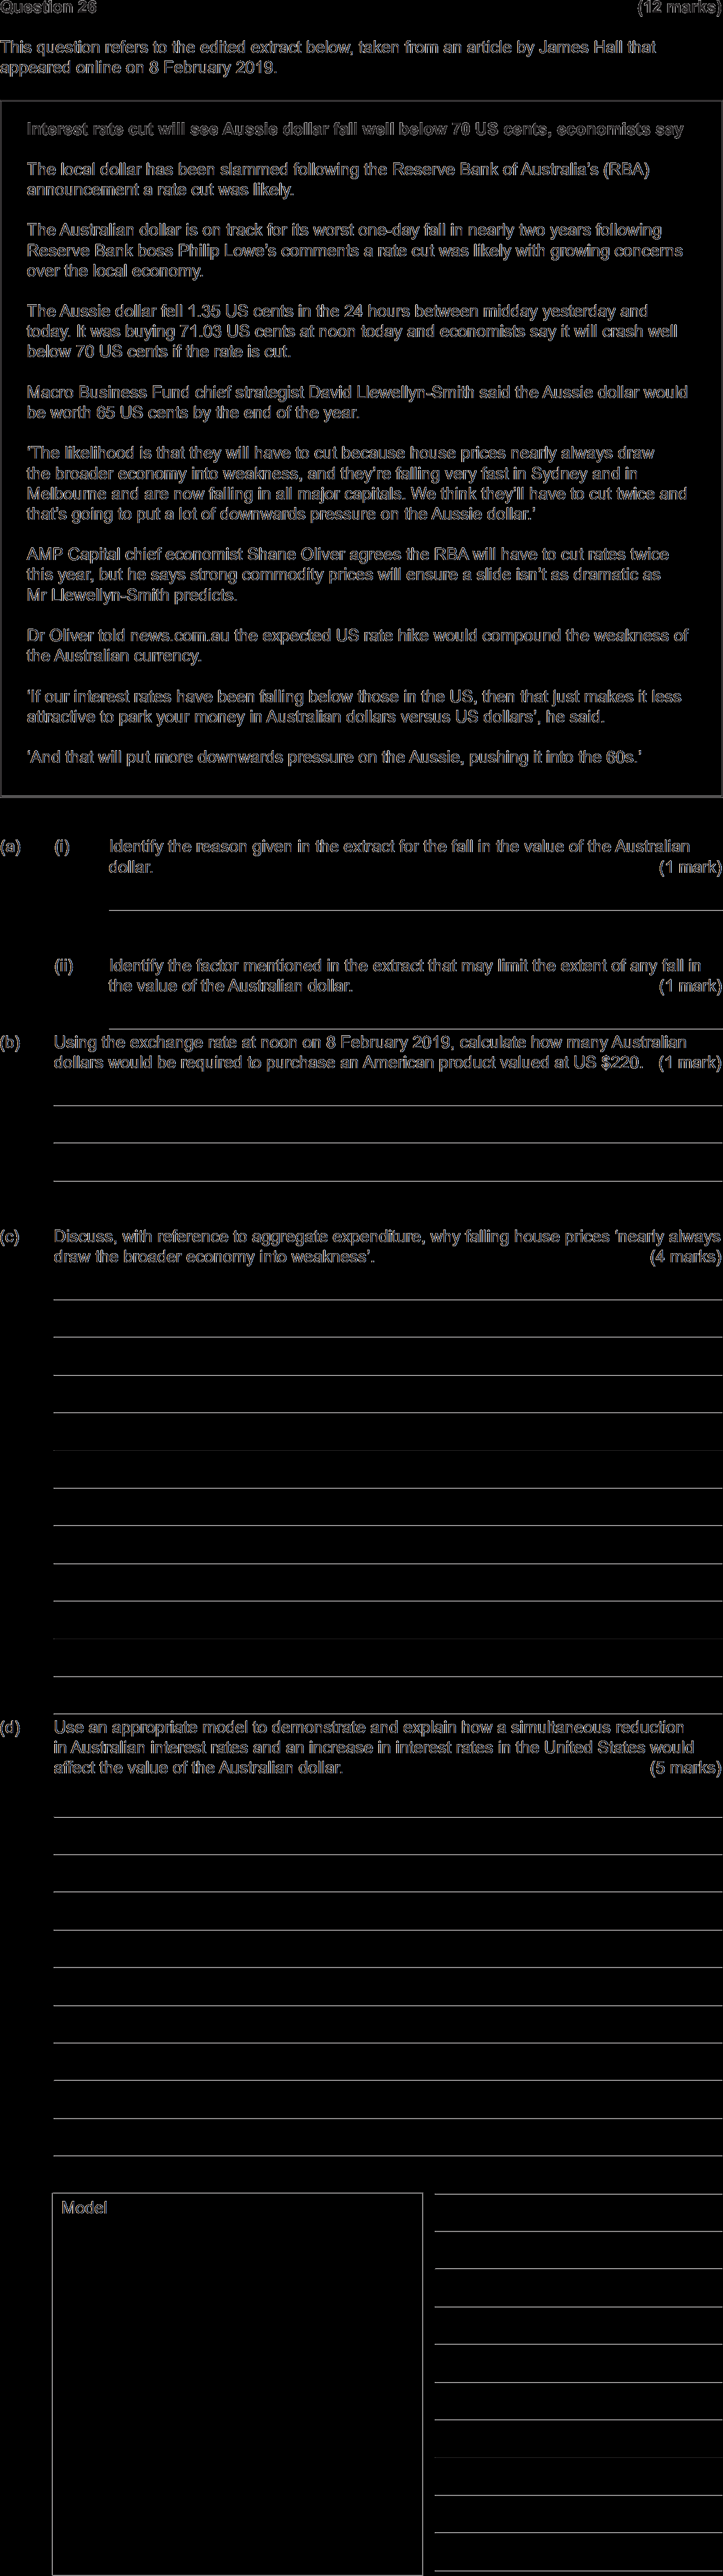 Question 26 (12 marks)
This question refers to the edited extract below, taken from an article by James Hall that
appeared online on 8 February 2019.
Interest rate cut will see Aussie dollar fall well below 70 US cents, economists say
The local dollar has been slammed following the Reserve Bank of Australia's (RBA)
announcement a rate cut was likely.
The Australian dollar is on track for its worst one-day fall in nearly two years following
Reserve Bank boss Philip Lowe's comments a rate cut was likely with growing concerns
over the local economy.
The Aussie dollar fell 1.35 US cents in the 24 hours between midday yesterday and
today. It was buying 71.03 US cents at noon today and economists say it will crash well
below 70 US cents if the rate is cut.
Macro Business Fund chief strategist David Llewellyn-Smith said the Aussie dollar would
be worth 65 US cents by the end of the year.
'The likelihood is that they will have to cut because house prices nearly always draw
the broader economy into weakness, and they're falling very fast in Sydney and in
Melbourne and are now falling in all major capitals. We think they'll have to cut twice and
that's going to put a lot of downwards pressure on the Aussie dollar.'
AMP Capital chief economist Shane Oliver agrees the RBA will have to cut rates twice
this year, but he says strong commodity prices will ensure a slide isn't as dramatic as
Mr Llewellyn-Smith predicts.
Dr Oliver told news.com.au the expected US rate hike would compound the weakness of
the Australian currency.
'If our interest rates have been falling below those in the US, then that just makes it less
attractive to park your money in Australian dollars versus US dollars', he said.
'And that will put more downwards pressure on the Aussie, pushing it into the 60s.'
(a) (i) Identify the reason given in the extract for the fall in the value of the Australian
dollar. (1 mark)
(ii) Identify the factor mentioned in the extract that may limit the extent of any fall in
the value of the Australian dollar. (1 mark)
(b) Using the exchange rate at noon on 8 February 2019, calculate how many Australian
dollars would be required to purchase an American product valued at US $220. (1 mark)
(c) Discuss, with reference to aggregate expenditure, why falling house prices 'nearly always
draw the broader economy into weakness'. (4 marks)
(d) Use an appropriate model to demonstrate and explain how a simultaneous reduction
in Australian interest rates and an increase in interest rates in the United States would
affect the value of the Australian dollar. (5 marks)
Model